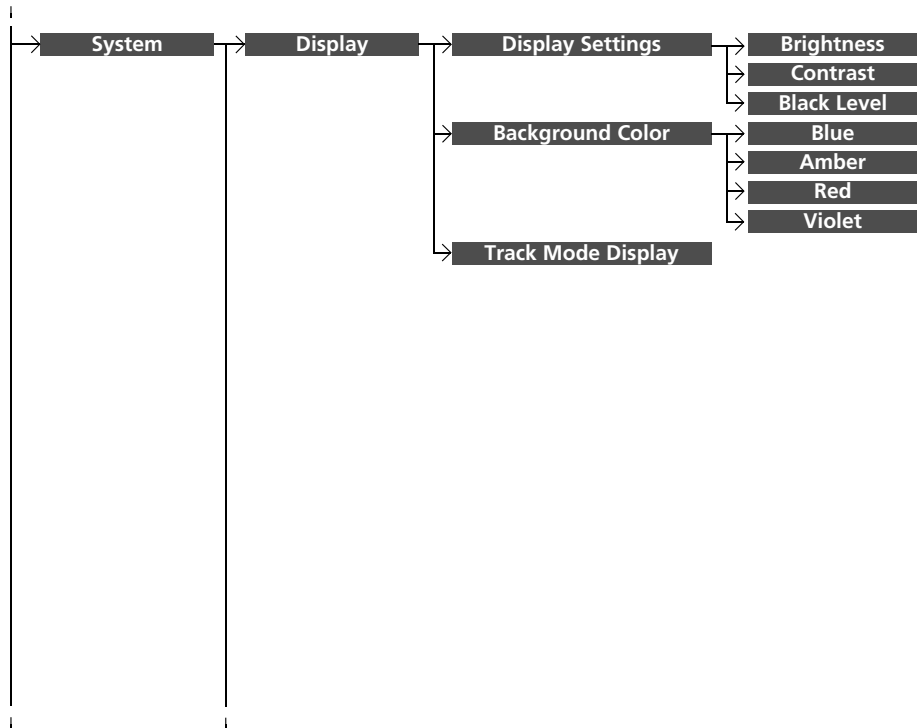 System
Display
Display Settings
Brightness
Contrast
Black Level
Background Color
Blue
Amber
Red
Violet
Track Mode Display